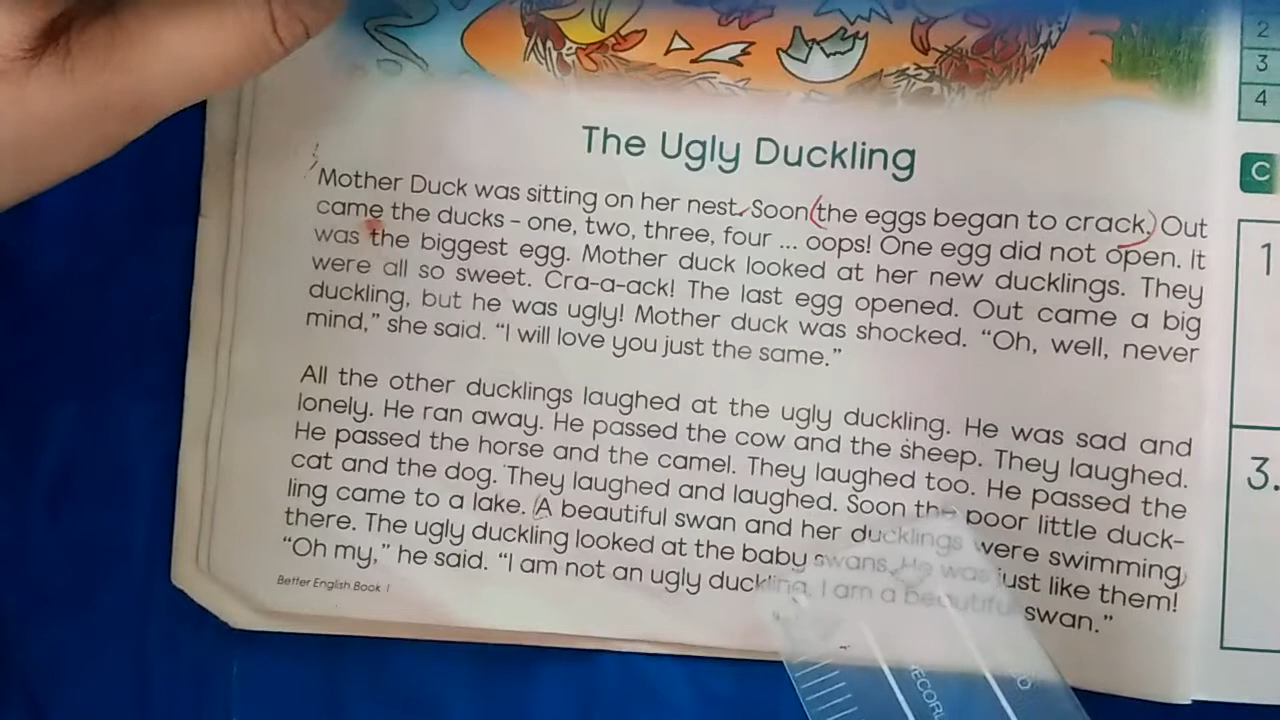 The Ugly Duckling
Mother Duck was sitting on her nest. Soon the eggs began to crack. Out
came the ducks – one, two, three, four ... oops! One egg did not open. It
was the biggest egg. Mother duck looked at her new ducklings. They
were all so sweet. Cra-a-ack! The last egg opened. Out came a big
duckling, but he was ugly! Mother duck was shocked. “Oh, well, never
mind,” she said. “I will love you just the same.”
All the other ducklings laughed at the ugly duckling. He was sad and
lonely. He ran away. He passed the cow and the sheep. They laughed.
He passed the horse and the camel. They laughed too. He passed the
cat and the dog. They laughed and laughed. Soon the poor little duck-
ling came to a lake. A beautiful swan and her ducklings were swimming
there. The ugly duckling looked at the baby swans. He was just like them!
“Oh my,” he said. “I am not an ugly duckling. I am a beautiful swan.”
Better English Book 1
2
3
4
C
1
3.